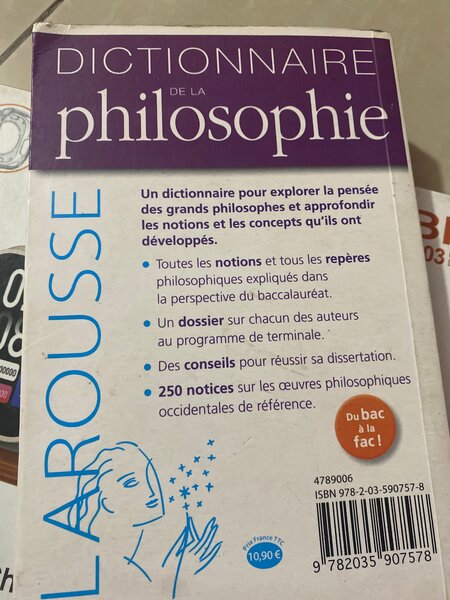 DICTIONNAIRE
DE LA
philosophie
LAROUSSE
Un dictionnaire pour explorer la pensée
des grands philosophes et approfondir
les notions et les concepts qu'ils ont
développés.
• Toutes les notions et tous les repères
philosophiques expliqués dans
la perspective du baccalauréat.
• Un dossier sur chacun des auteurs
au programme de terminale.
• Des conseils pour réussir sa dissertation.
• 250 notices sur les œuvres philosophiques
occidentales de référence.
Du bac
à la
fac !
4789006
ISBN 978-2-03-590757-8
Prix France TTC
10,90 €
9 782035 907578
03